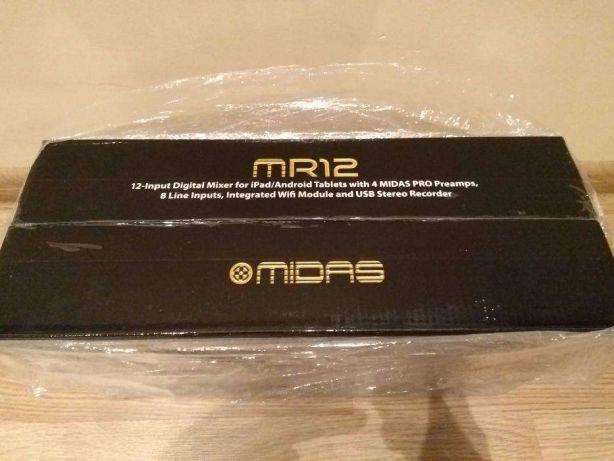 MR12
12-Input Digital Mixer for iPad/Android Tablets with 4 MIDAS PRO Preamps,
8 Line Inputs, Integrated Wifi Module and USB Stereo Recorder
MIDAS